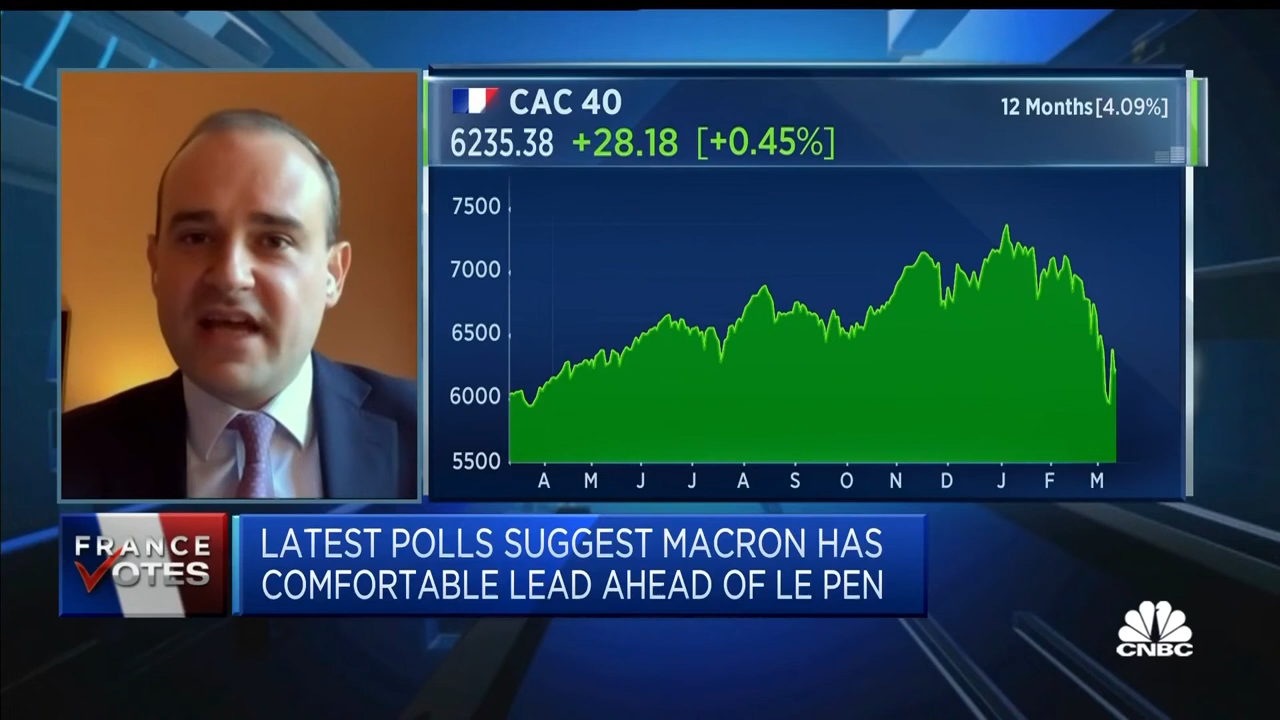 CAC 40
12 Months[4.09%]
6235.38 +28.18 [+0.45%]
7500
7000
6500
6000
5500
A M J J A S O N D J F M
FRANCE
VOTES
LATEST POLLS SUGGEST MACRON HAS
COMFORTABLE LEAD AHEAD OF LE PEN
CNBC